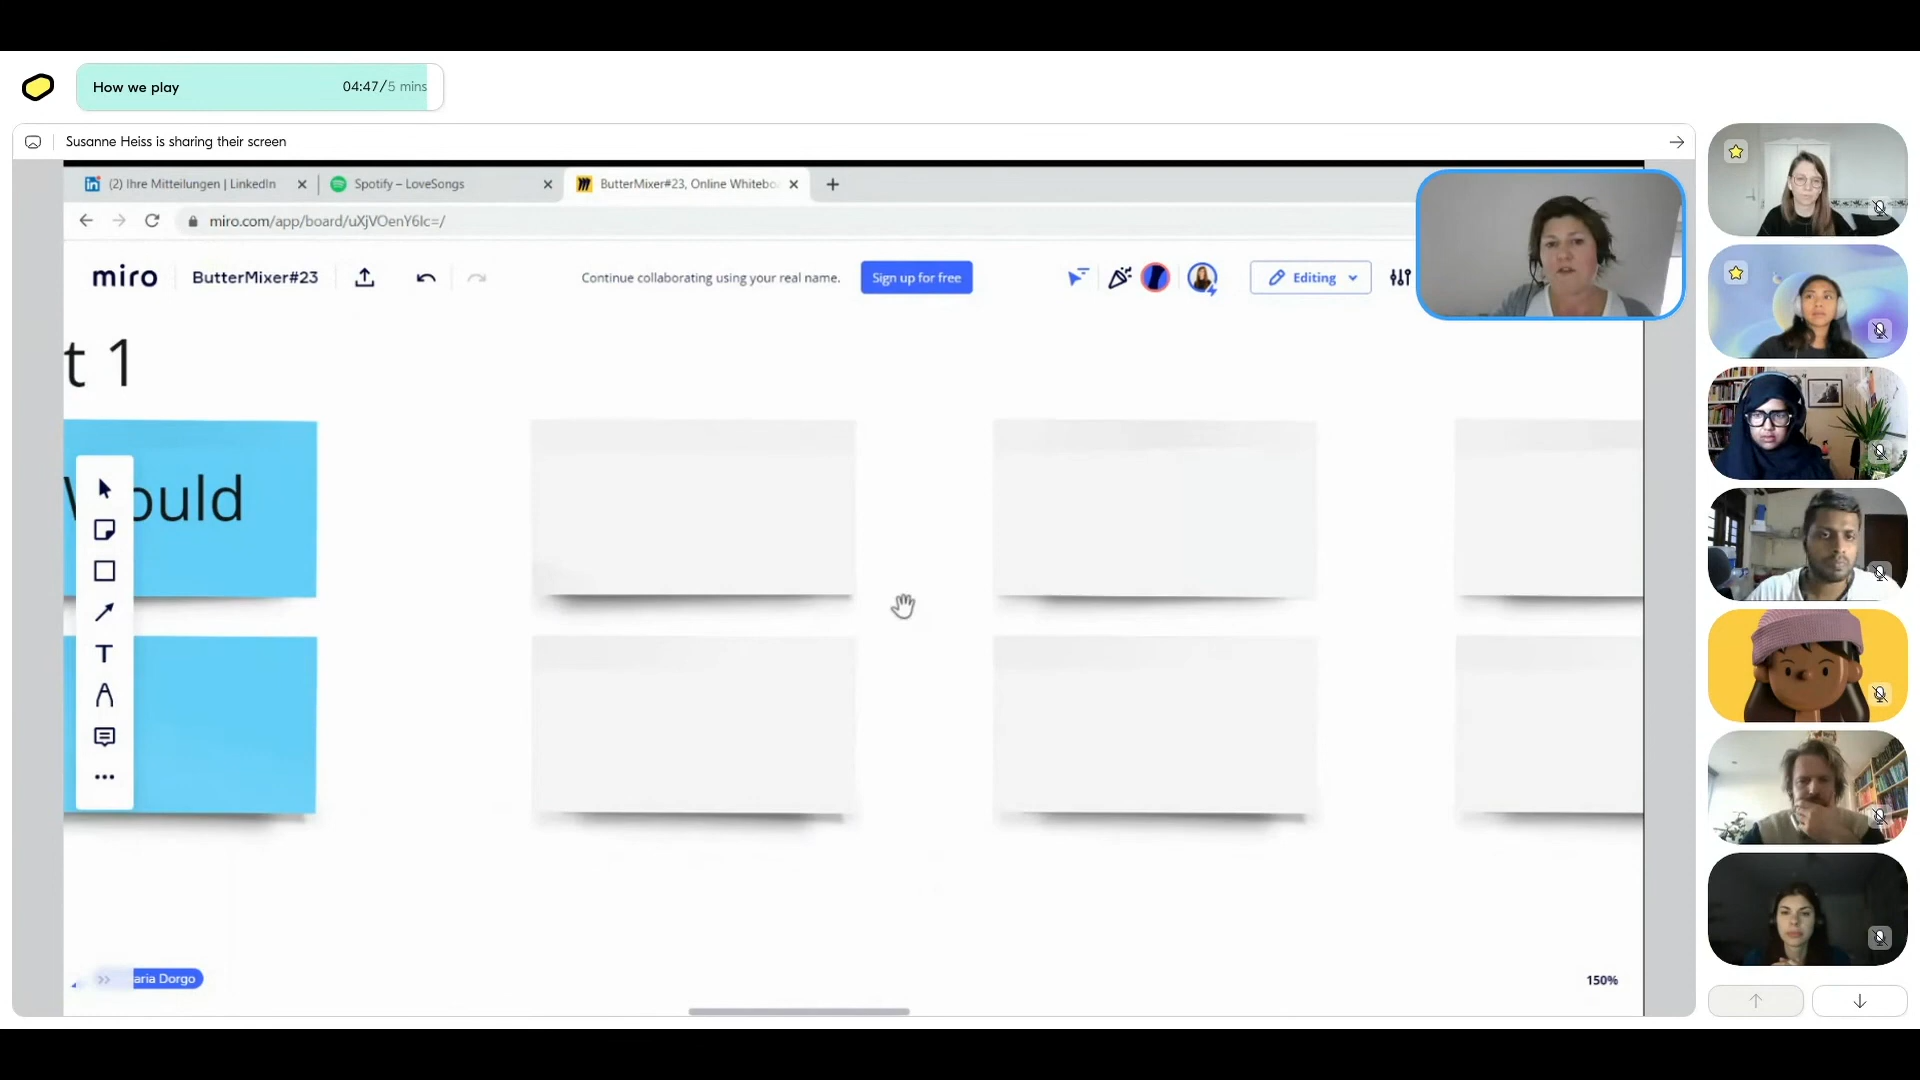 How we play
04:47/5 mins
Susanne Heiss is sharing their screen
(2) Ihre Mitteilungen | LinkedIn
Spotify – LoveSongs
ButterMixer#23, Online Whitebo
miro.com/app/board/uXjVOenY6Ic=/
miro
ButterMixer#23
Continue collaborating using your real name.
Sign up for free
Editing
t 1
Would
aria Dorgo
150%